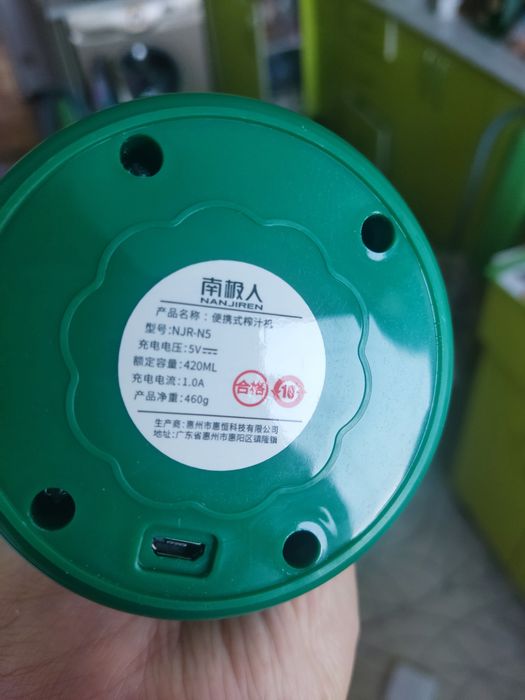 南极人
NANJIREN
产品名称：便携式榨汁机
型号：NJR-N5
充电电压：5V
额定容量：420ML
充电电流：1.0A
产品净重：460g
合格
10
生产商：惠州市惠恒科技有限公司
地址：广东省惠州市惠阳区镇隆镇